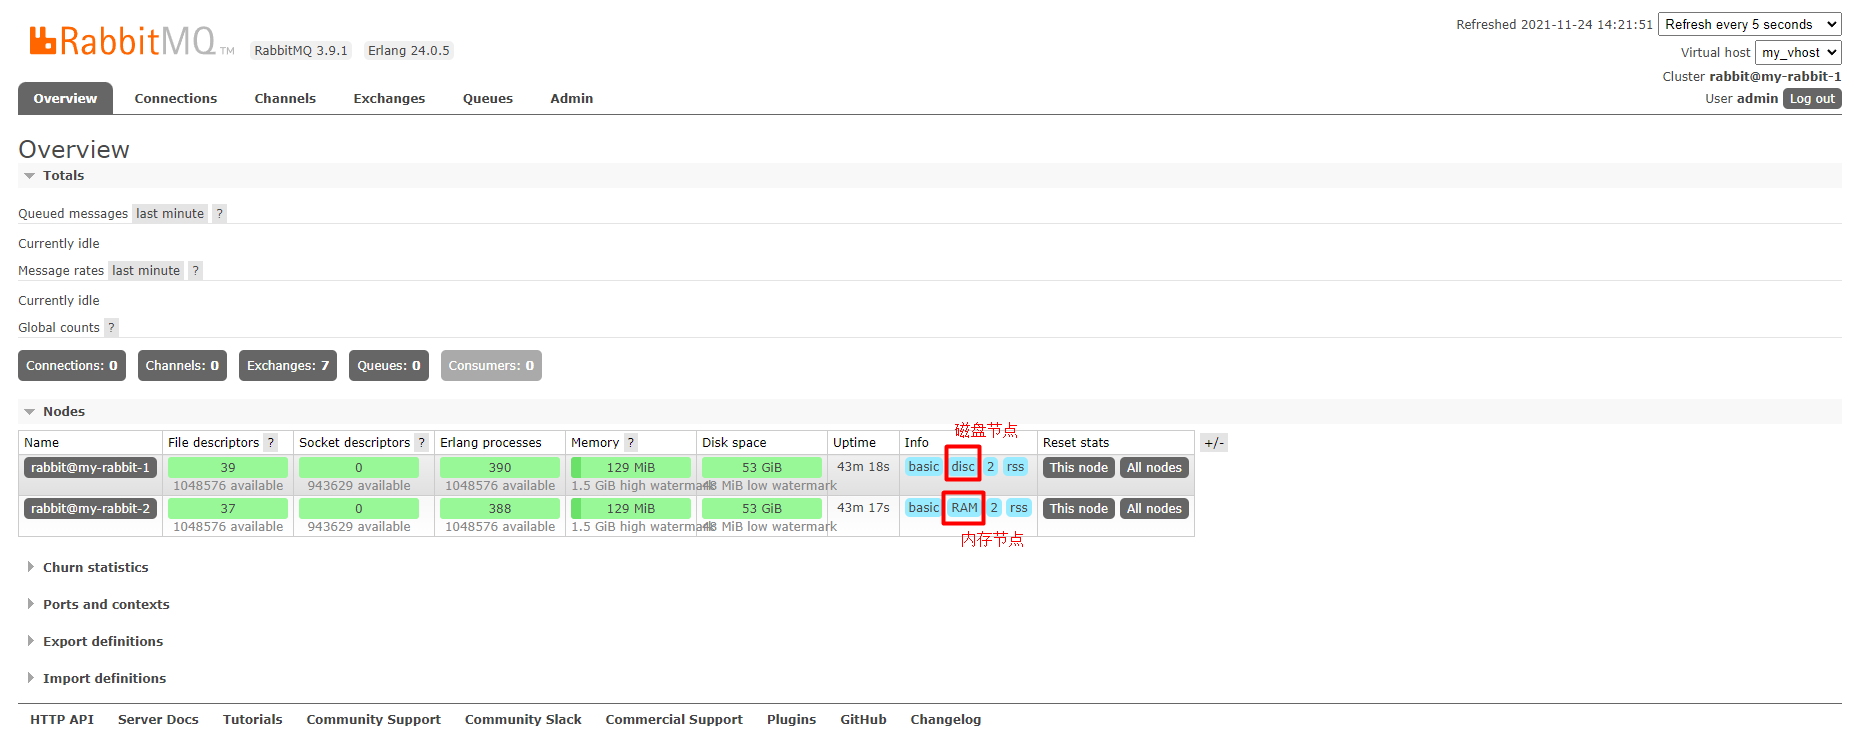 Refreshed 2021-11-24 14:21:51 Refresh every 5 seconds
RabbitMQ TM RabbitMQ 3.9.1 Erlang 24.0.5
Virtual host my_vhost
Cluster rabbit@my-rabbit-1
User admin Log out
Overview Connections Channels Exchanges Queues Admin
Overview
Totals
Queued messages last minute ?
Currently idle
Message rates last minute ?
Currently idle
Global counts ?
Connections: 0 Channels: 0 Exchanges: 7 Queues: 0 Consumers: 0
Nodes
磁盘节点
Name File descriptors ? Socket descriptors ? Erlang processes Memory ? Disk space Uptime Info Reset stats +/-
rabbit@my-rabbit-1 39 0 390 129 MiB 53 GiB 43m 18s basic disc 2 rss This node All nodes
1048576 available 943629 available 1048576 available 1.5 GiB high watermark 48 MiB low watermark
rabbit@my-rabbit-2 37 0 388 129 MiB 53 GiB 43m 17s basic RAM 2 rss This node All nodes
1048576 available 943629 available 1048576 available 1.5 GiB high watermark 48 MiB low watermark
内存节点
Churn statistics
Ports and contexts
Export definitions
Import definitions
HTTP API Server Docs Tutorials Community Support Community Slack Commercial Support Plugins GitHub Changelog